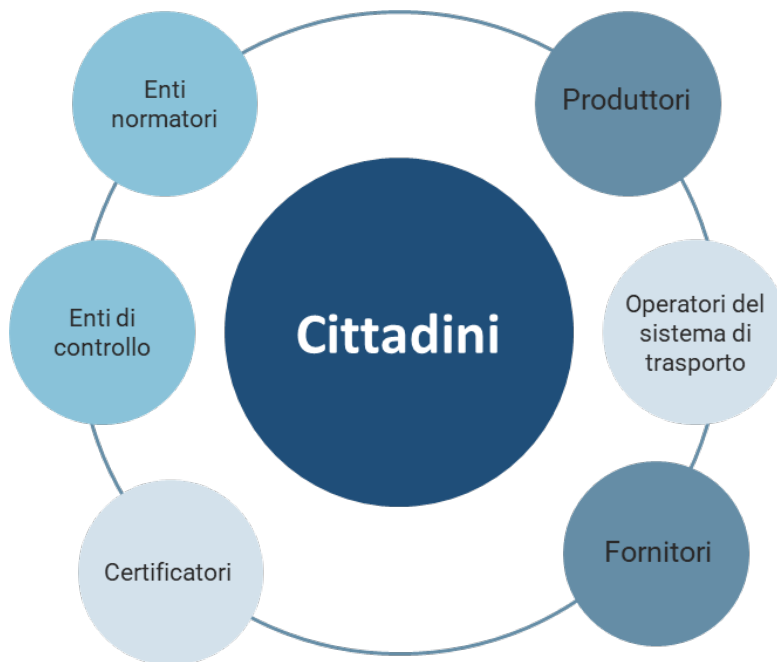 Enti
normatori
Produttori
Enti di
controllo
Cittadini
Operatori del
sistema di
trasporto
Certificatori
Fornitori